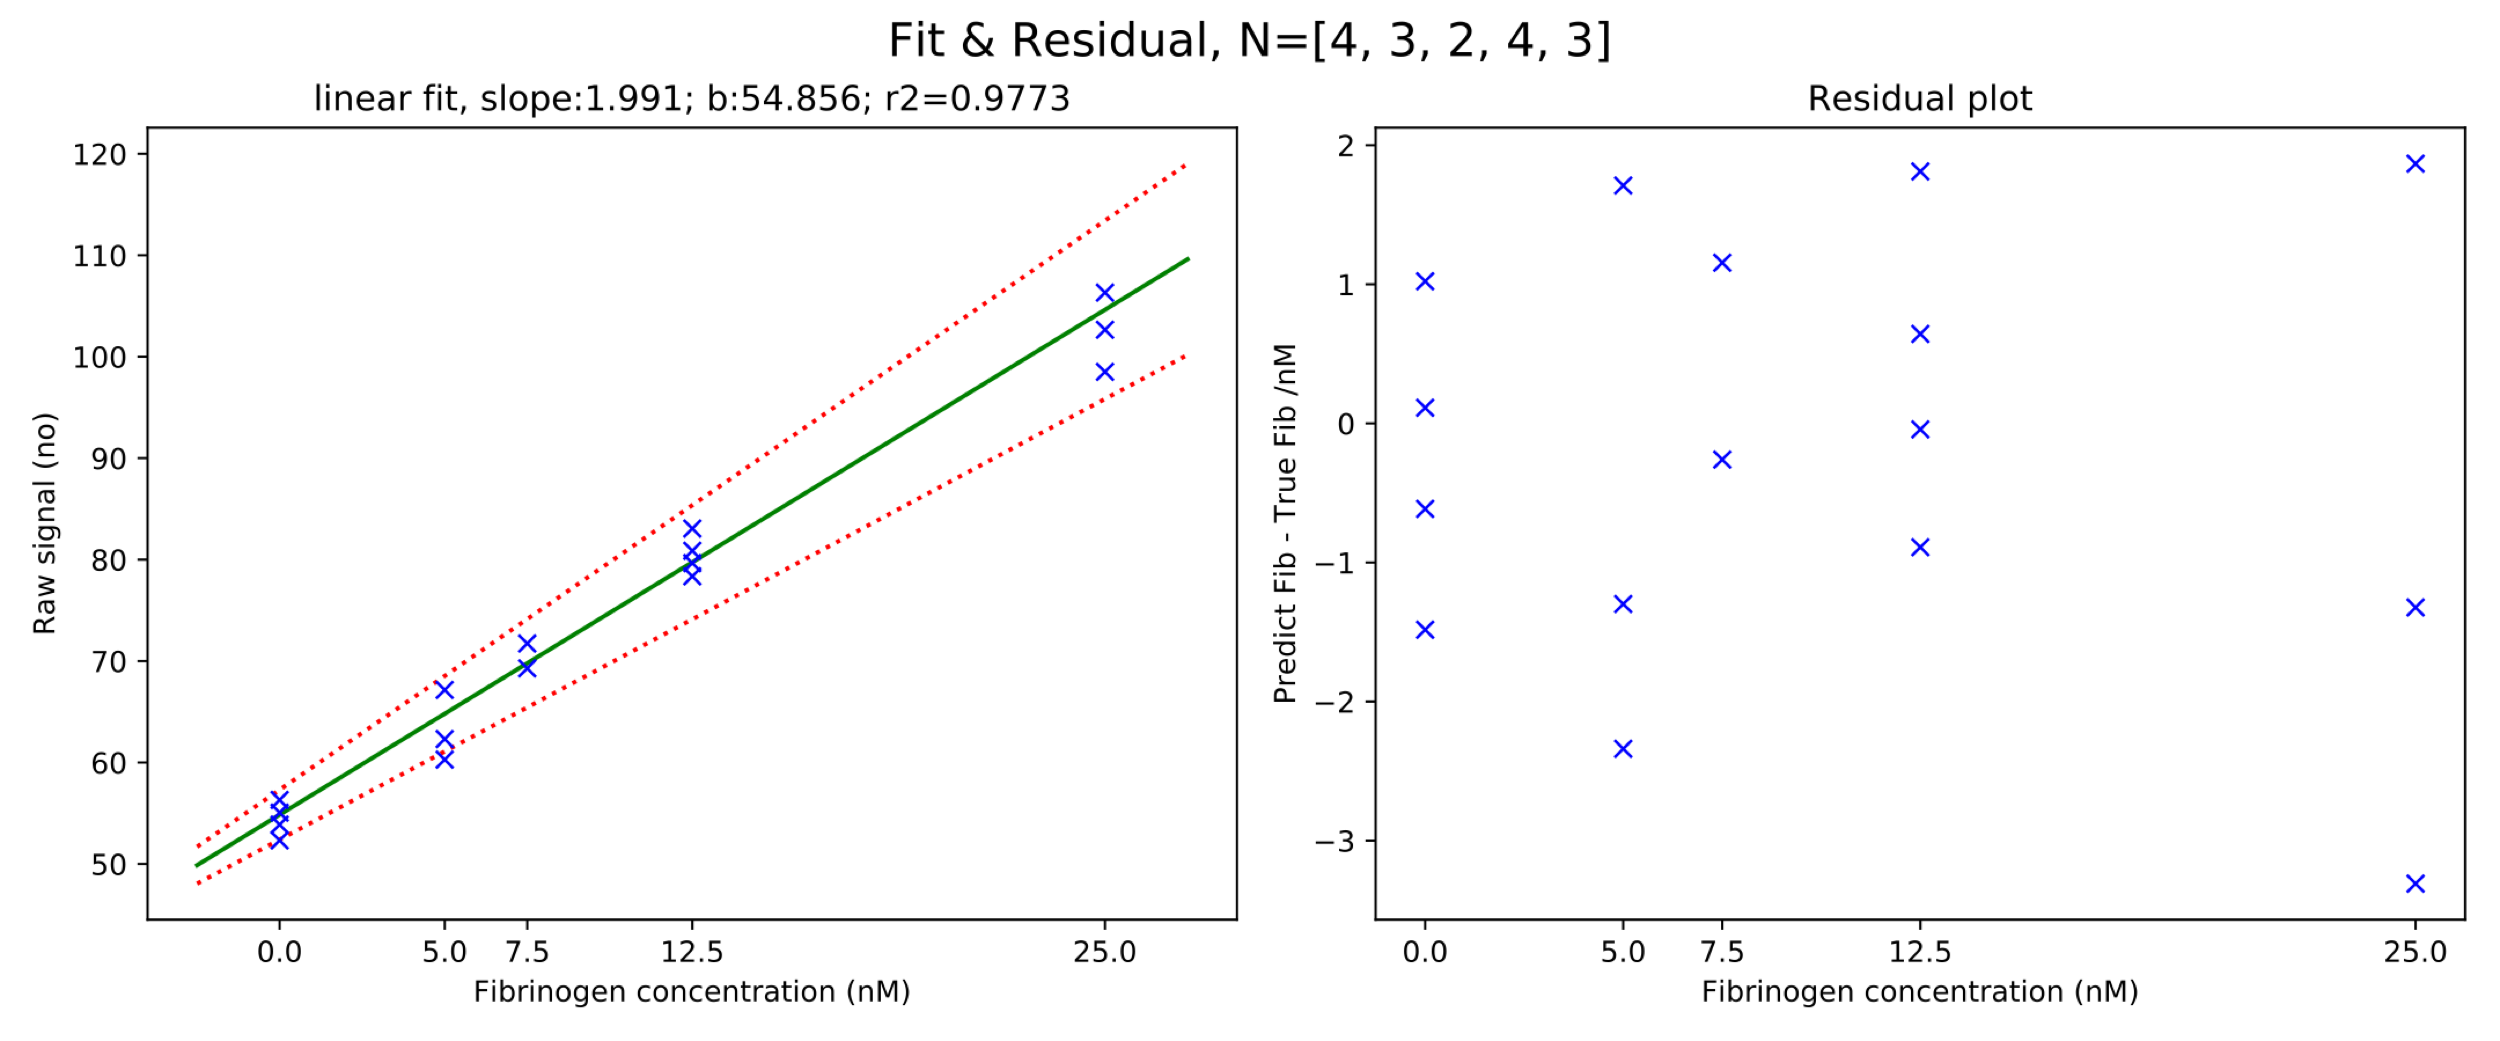 Fit & Residual, N=[4, 3, 2, 4, 3]
linear fit, slope:1.991; b:54.856; r2=0.9773
120
110
100
90
80
70
60
50
Raw signal (no)
0.0 5.0 7.5 12.5 25.0
Fibrinogen concentration (nM)
Residual plot
2
1
0
−1
−2
−3
Predict Fib - True Fib /nM
0.0 5.0 7.5 12.5 25.0
Fibrinogen concentration (nM)